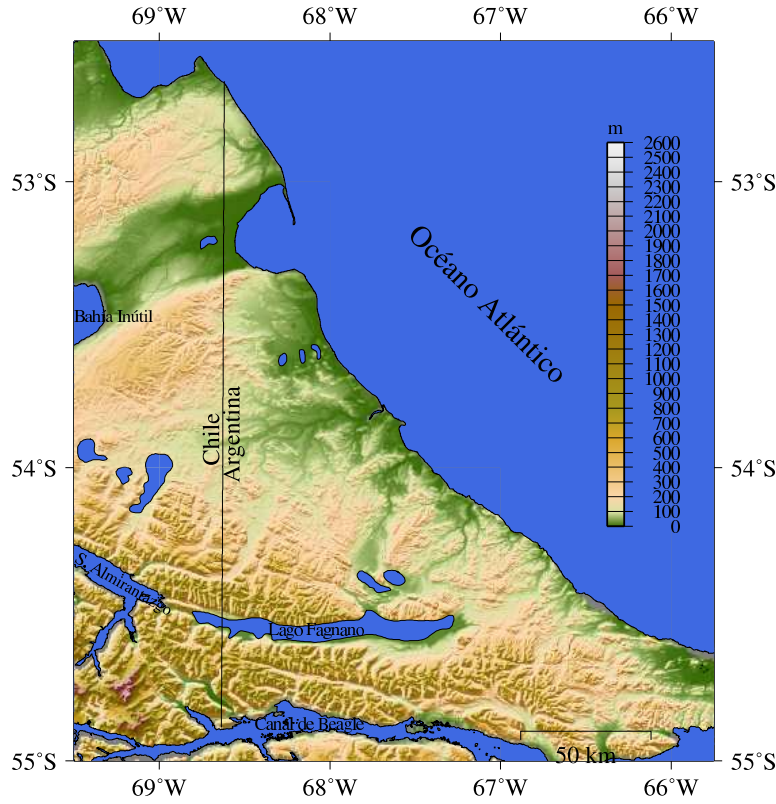 69°W 68°W 67°W 66°W
m
2600
2500
2400
2300
2200
2100
2000
1900
1800
1700
1600
1500
1400
1300
1200
1100
1000
900
800
700
600
500
400
300
200
100
0
53°S 53°S
Océano Atlántico
Bahia Inútil
Chile
Argentina
54°S 54°S
S. Almirantazgo
Lago Fagnano
Canal de Beagle
50 km
55°S 55°S
69°W 68°W 67°W 66°W